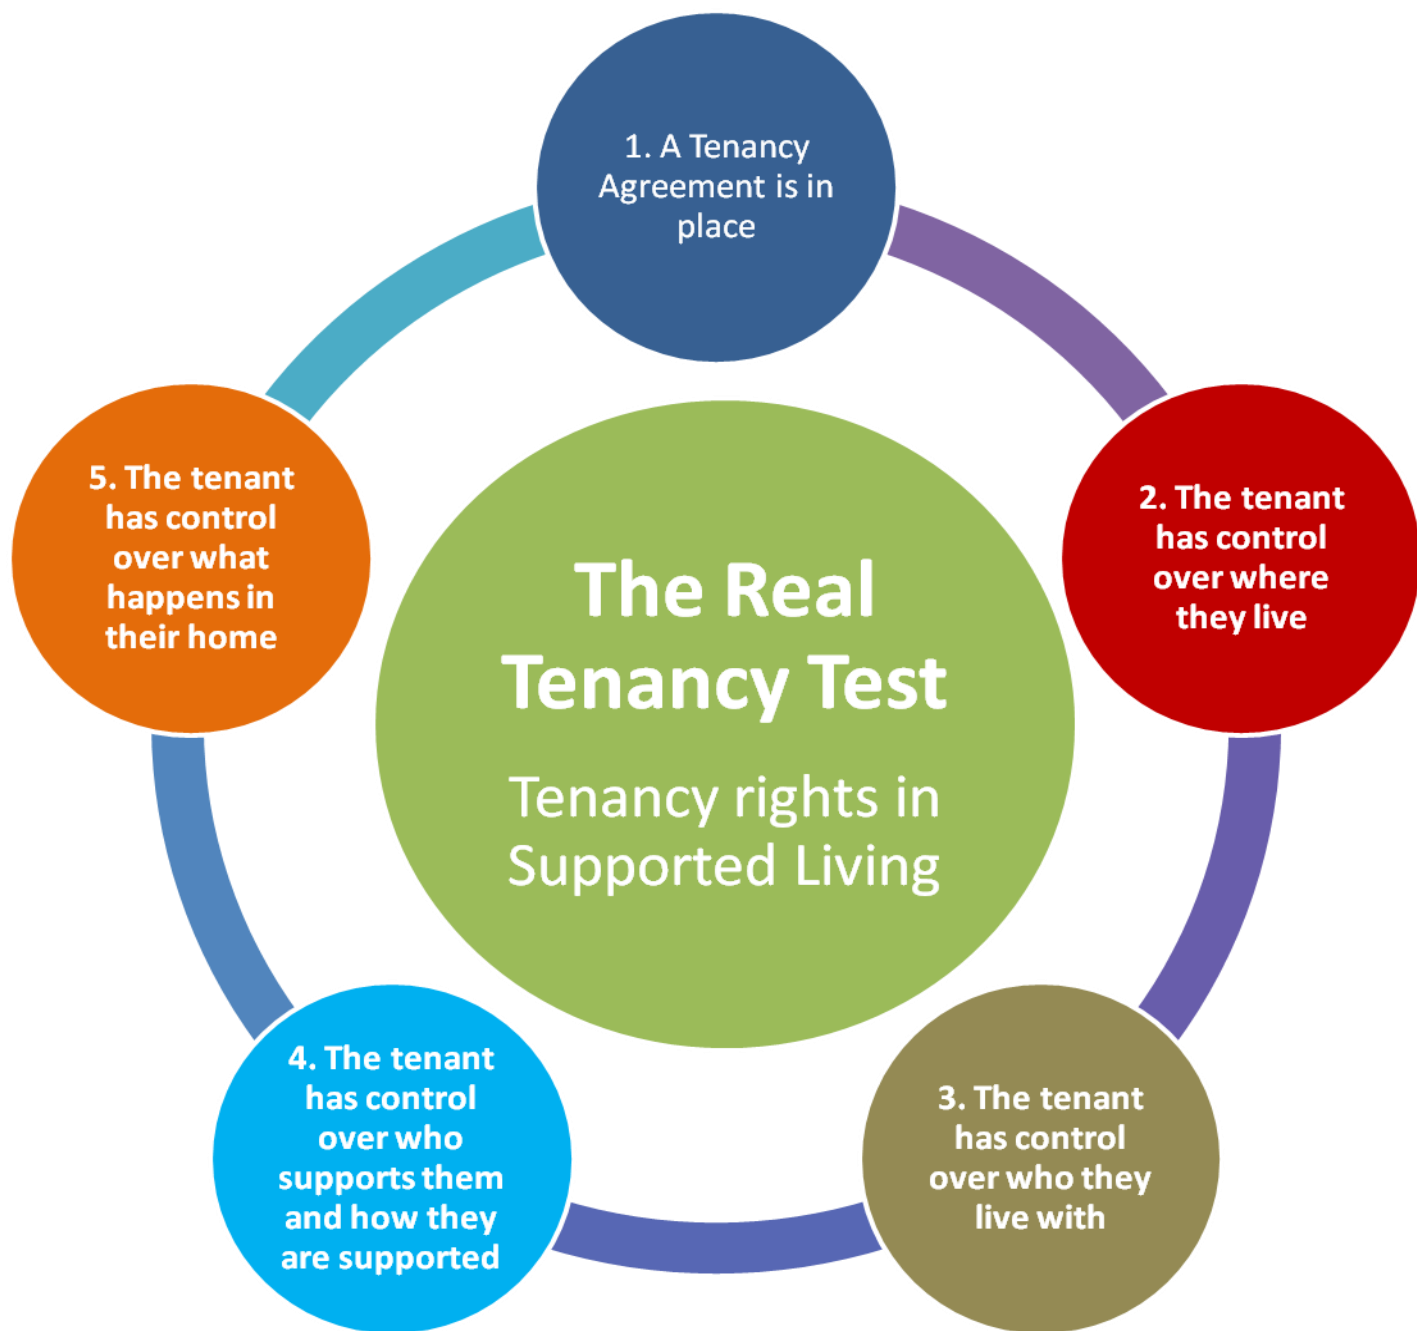 1. A Tenancy
Agreement is in
place
2. The tenant
has control
over where
they live
3. The tenant
has control
over who they
live with
4. The tenant
has control
over who
supports them
and how they
are supported
5. The tenant
has control
over what
happens in
their home
The Real
Tenancy Test
Tenancy rights in
Supported Living